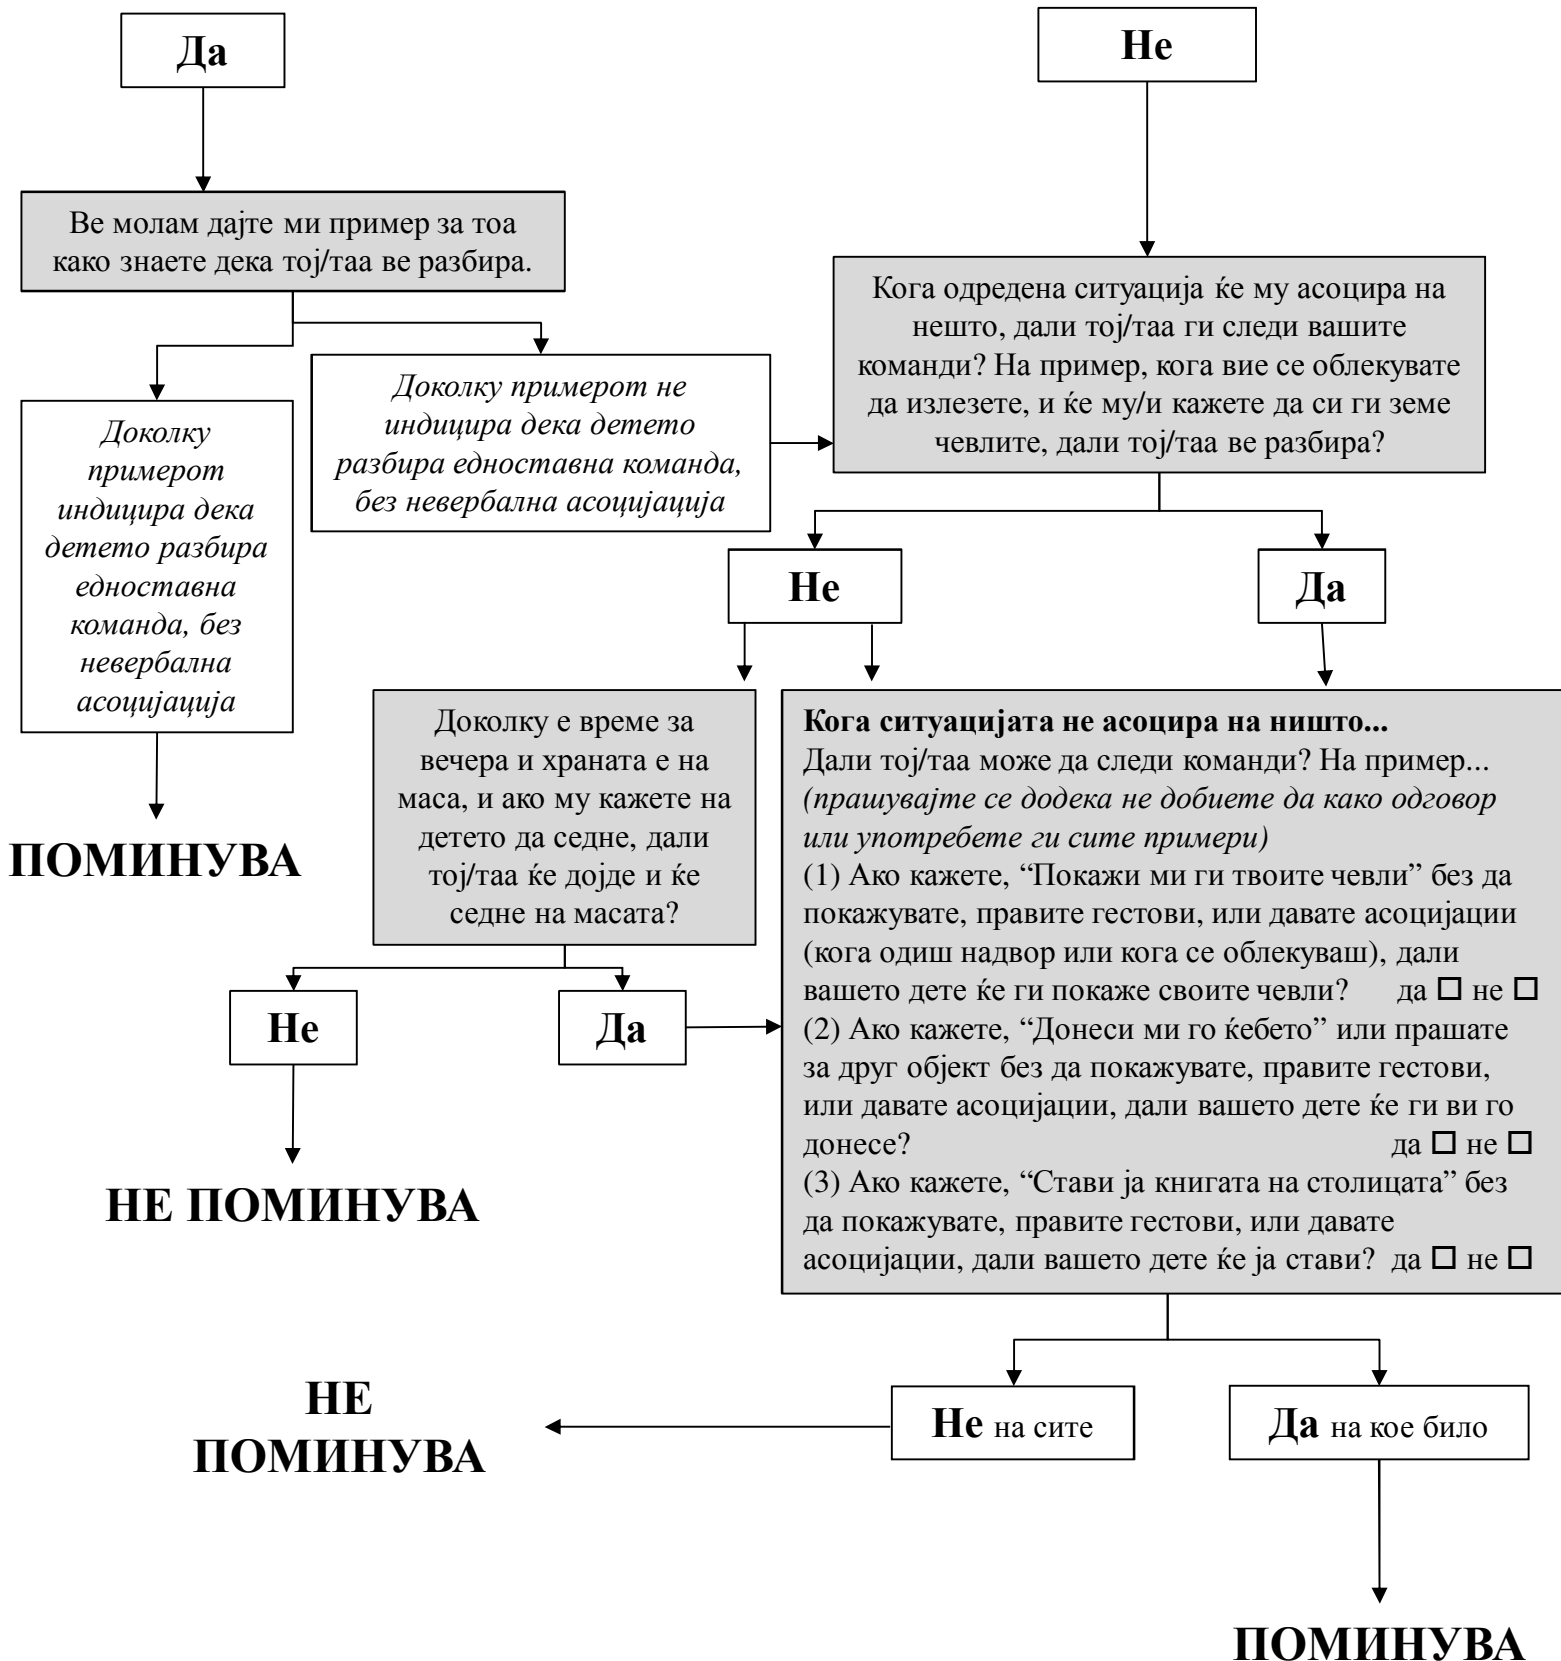 Да
Не
Ве молам дајте ми пример за тоа
како знаете дека тој/таа ве разбира.
Кога одредена ситуација ќе му асоцира на
нешто, дали тој/таа ги следи вашите
команди? На пример, кога вие се облекувате
да излезете, и ќе му/и кажете да си ги земе
чевлите, дали тој/таа ве разбира?
Доколку примерот не
индицира дека детето
разбира едноставна команда,
без невербална асоцијација
Доколку
примерот
индицира дека
детето разбира
едноставна
команда, без
невербална
асоцијација
Не
Да
ПОМИНУВА
Доколку е време за
вечера и храната е на
маса, и ако му кажете на
детето да седне, дали
тој/таа ќе дојде и ќе
седне на масата?
Кога ситуацијата не асоцира на ништо...
Дали тој/таа може да следи команди? На пример...
(прашувајте се додека не добиете да како одговор
или употребете ги сите примери)
(1) Ако кажете, “Покажи ми ги твоите чевли” без да
покажувате, правите гестови, или давате асоцијации
(кога одиш надвор или кога се облекуваш), дали
вашето дете ќе ги покаже своите чевли? да □ не □
(2) Ако кажете, “Донеси ми го ќебето” или прашате
за друг објект без да покажувате, правите гестови,
или давате асоцијации, дали вашето дете ќе ги ви го
донесе? да □ не □
(3) Ако кажете, “Стави ја книгата на столицата” без
да покажувате, правите гестови, или давате
асоцијации, дали вашето дете ќе ја стави? да □ не □
Не
Да
НЕ ПОМИНУВА
Не на сите
Да на кое било
НЕ
ПОМИНУВА
ПОМИНУВА